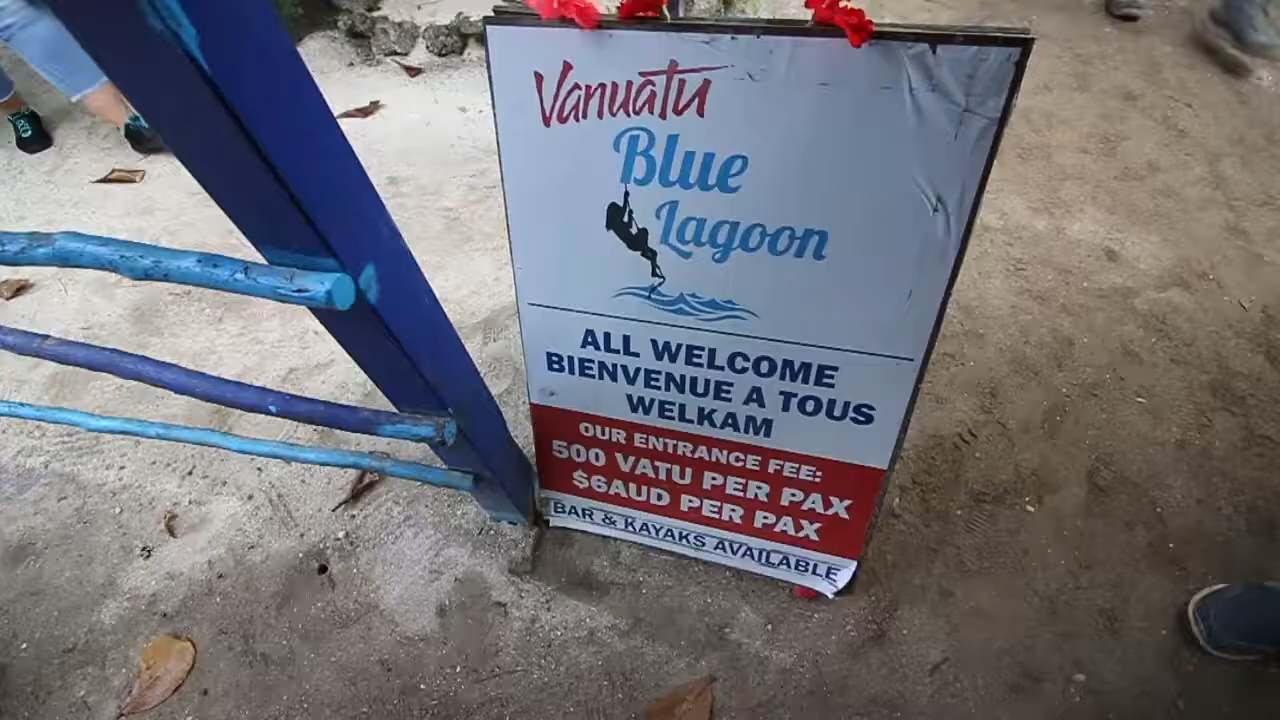 Vanuatu
Blue
Lagoon
ALL WELCOME
BIENVENUE A TOUS
WELKAM
OUR ENTRANCE FEE:
500 VATU PER PAX
$6AUD PER PAX
BAR & KAYAKS AVAILABLE